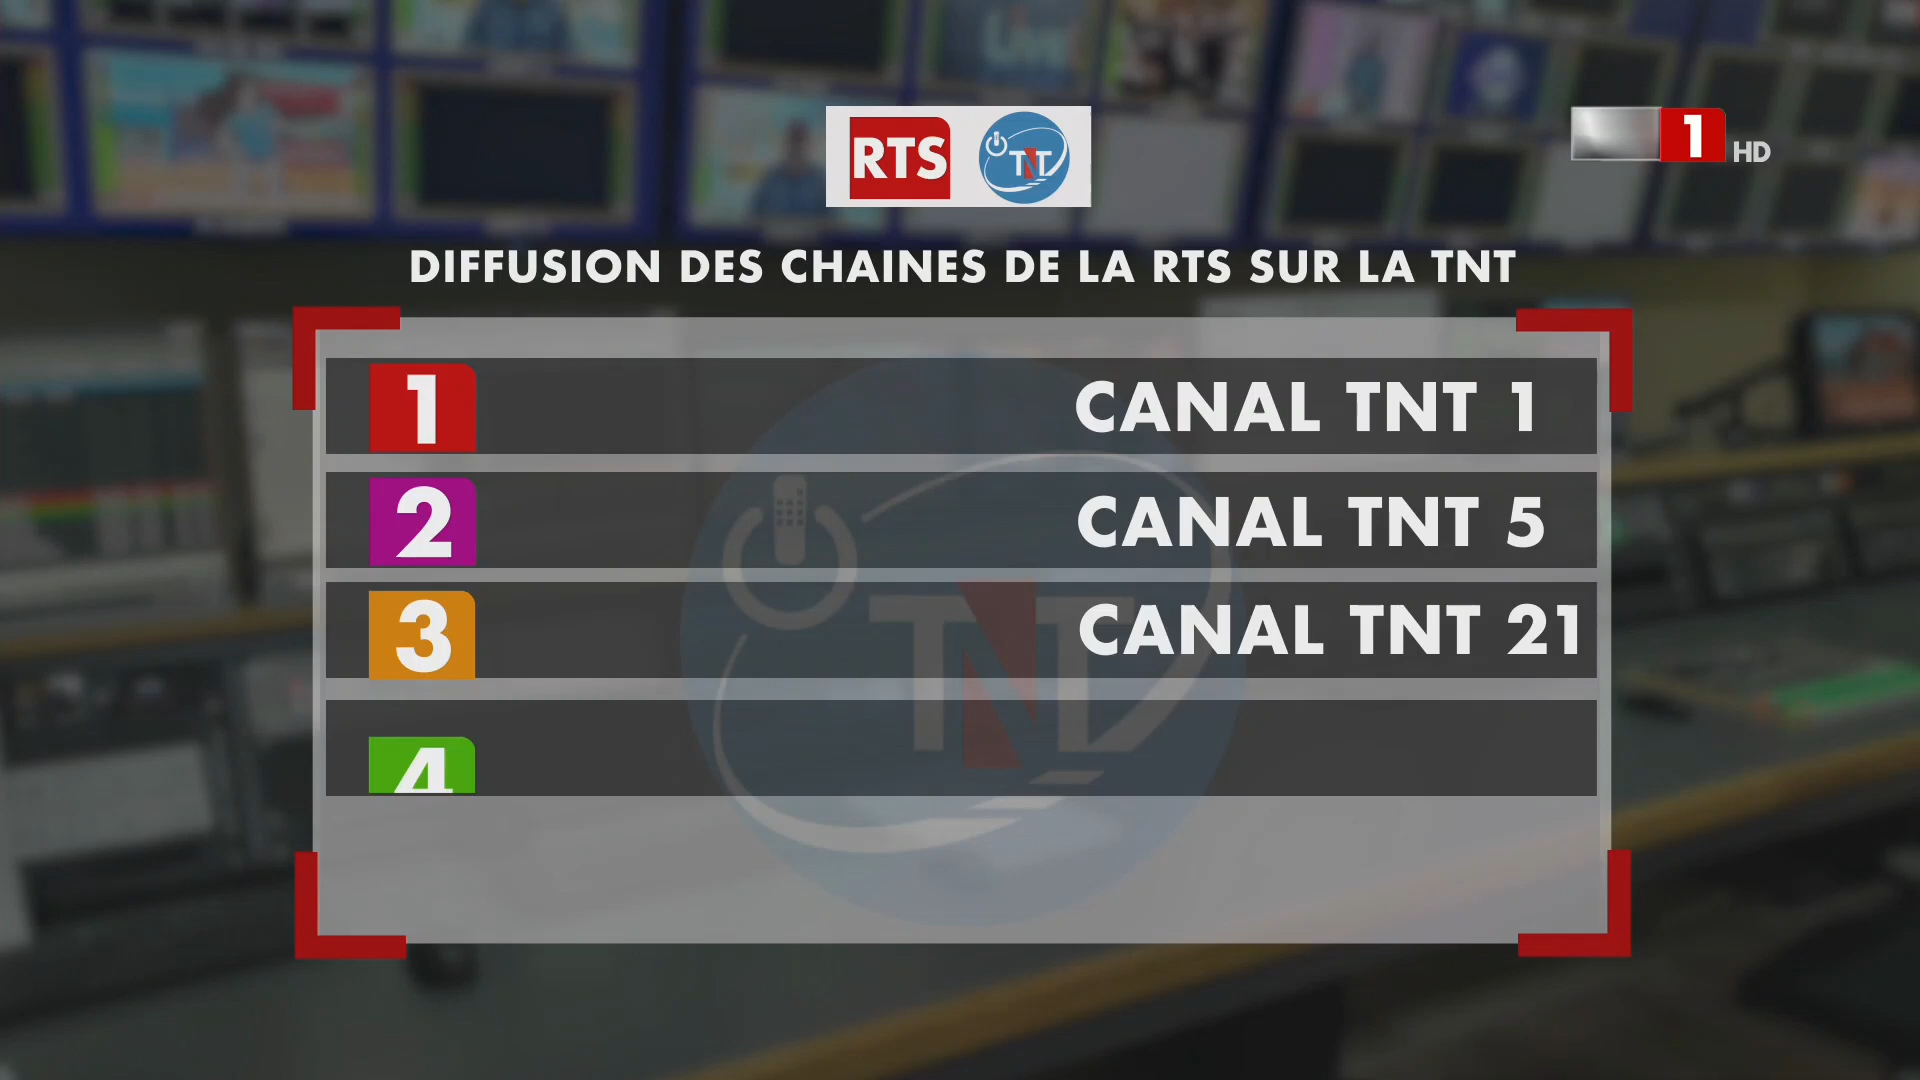 RTS
TNT
1 HD
DIFFUSION DES CHAINES DE LA RTS SUR LA TNT
1 CANAL TNT 1
2 CANAL TNT 5
3 CANAL TNT 21
4
TNT